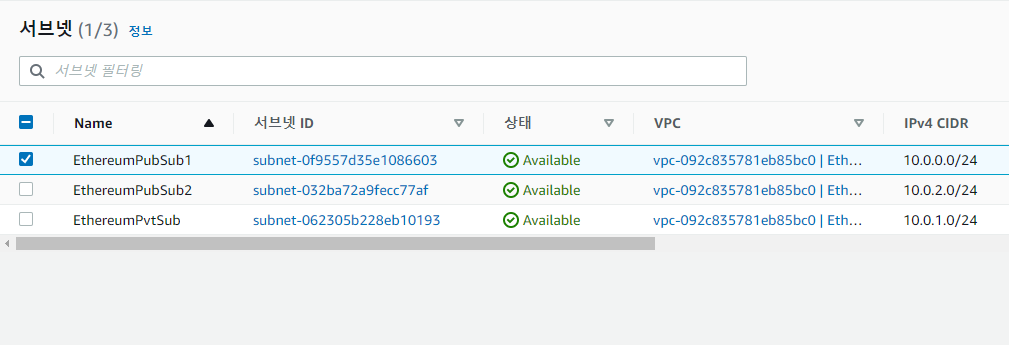 서브넷 (1/3) 정보
서브넷 필터링
Name 서브넷 ID 상태 VPC IPv4 CIDR
EthereumPubSub1 subnet-0f9557d35e1086603 Available vpc-092c835781eb85bc0 | Eth... 10.0.0.0/24
EthereumPubSub2 subnet-032ba72a9fecc77af Available vpc-092c835781eb85bc0 | Eth... 10.0.2.0/24
EthereumPvtSub subnet-062305b228eb10193 Available vpc-092c835781eb85bc0 | Eth... 10.0.1.0/24